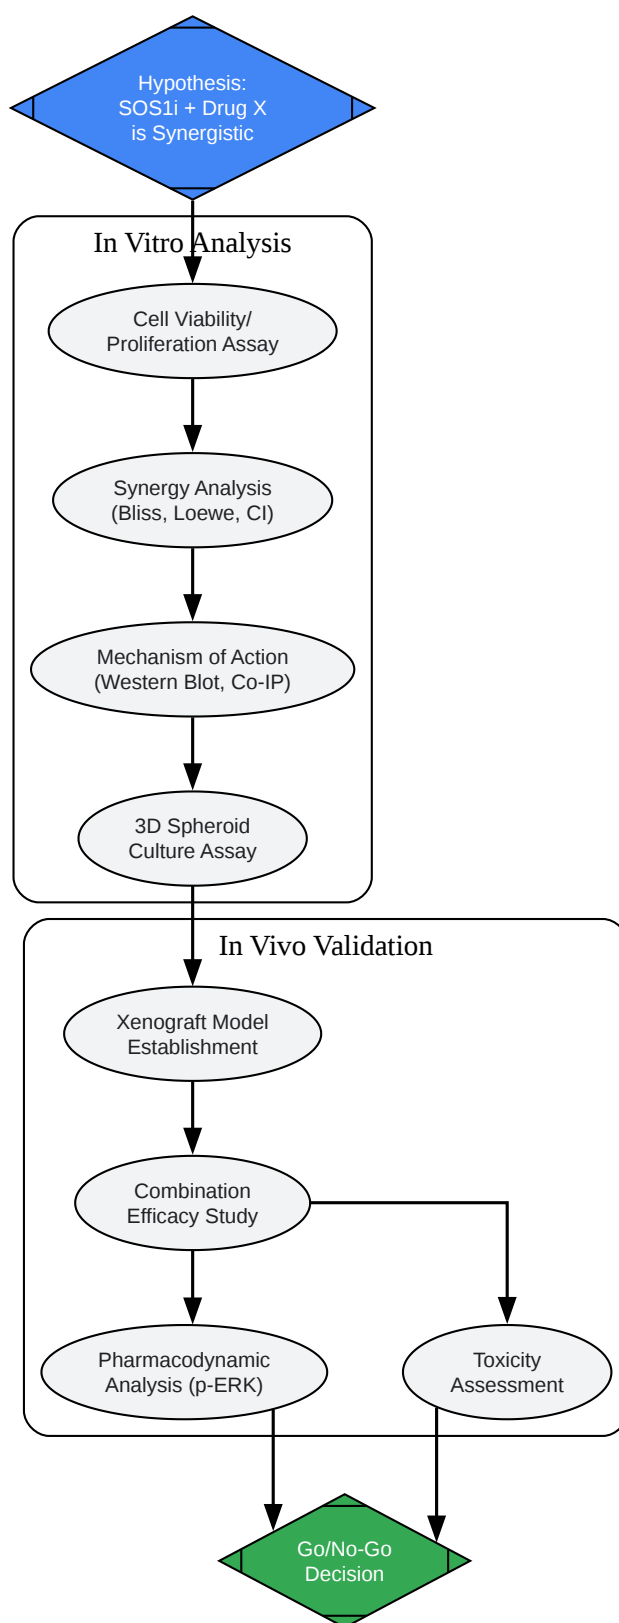 Hypothesis:
SOS1i + Drug X
is Synergistic
In Vitro Analysis
Cell Viability/
Proliferation Assay
Synergy Analysis
(Bliss, Loewe, CI)
Mechanism of Action
(Western Blot, Co-IP)
3D Spheroid
Culture Assay
In Vivo Validation
Xenograft Model
Establishment
Combination
Efficacy Study
Pharmacodynamic
Analysis (p-ERK)
Toxicity
Assessment
Go/No-Go
Decision